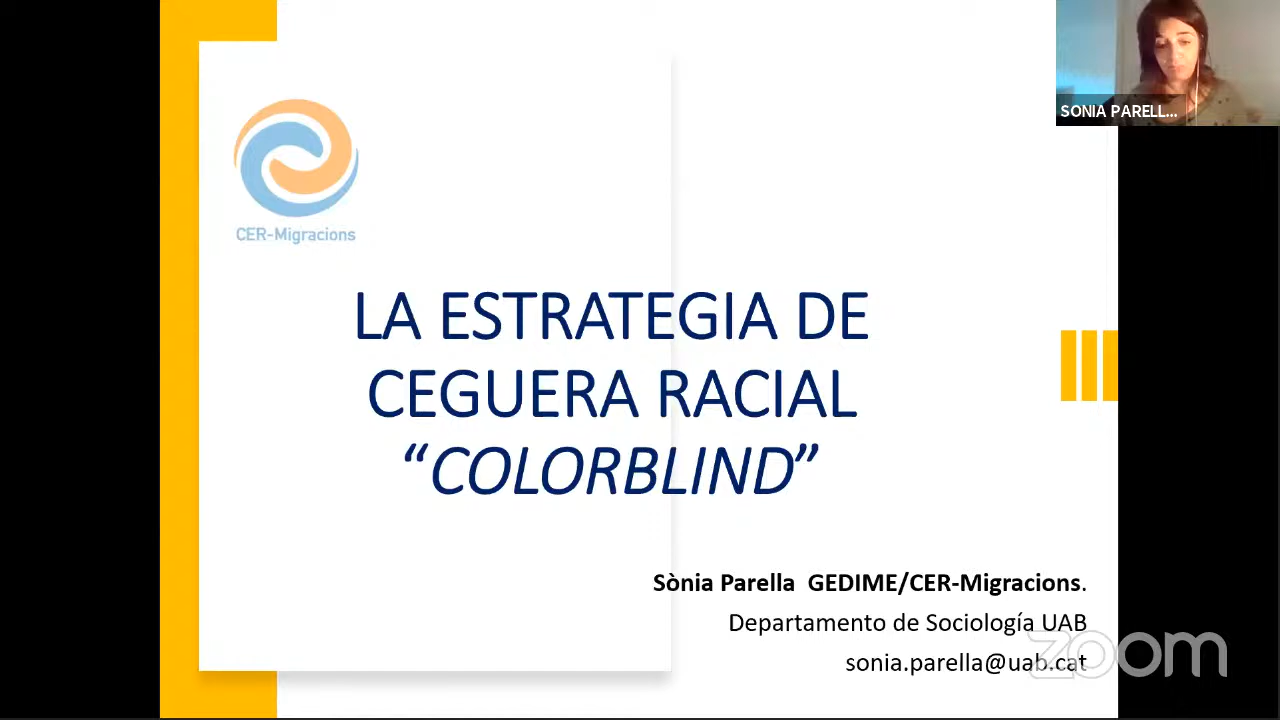 SONIA PARELL...
CER-Migracions
LA ESTRATEGIA DE
CEGUERA RACIAL
“COLORBLIND”
Sònia Parella GEDIME/CER-Migracions.
Departamento de Sociología UAB
sonia.parella@uab.cat
zoom